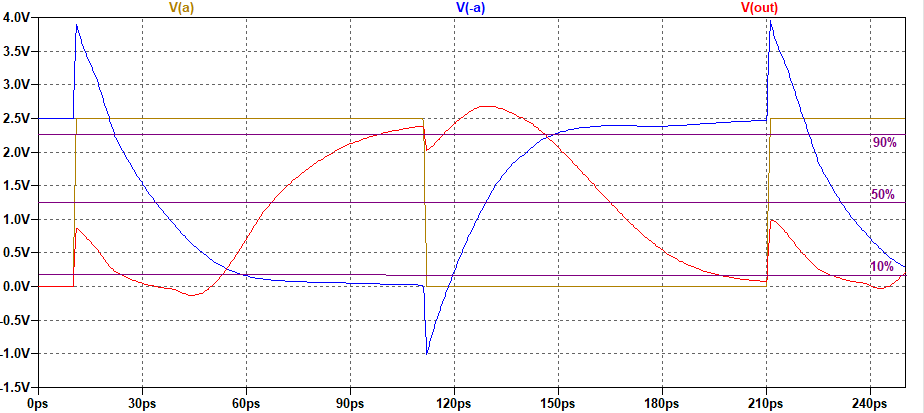 V(a) V(-a) V(out)
4.0V
3.5V
3.0V
2.5V
2.0V
90%
1.5V
50%
1.0V
0.5V
10%
0.0V
-0.5V
-1.0V
-1.5V
0ps 30ps 60ps 90ps 120ps 150ps 180ps 210ps 240ps